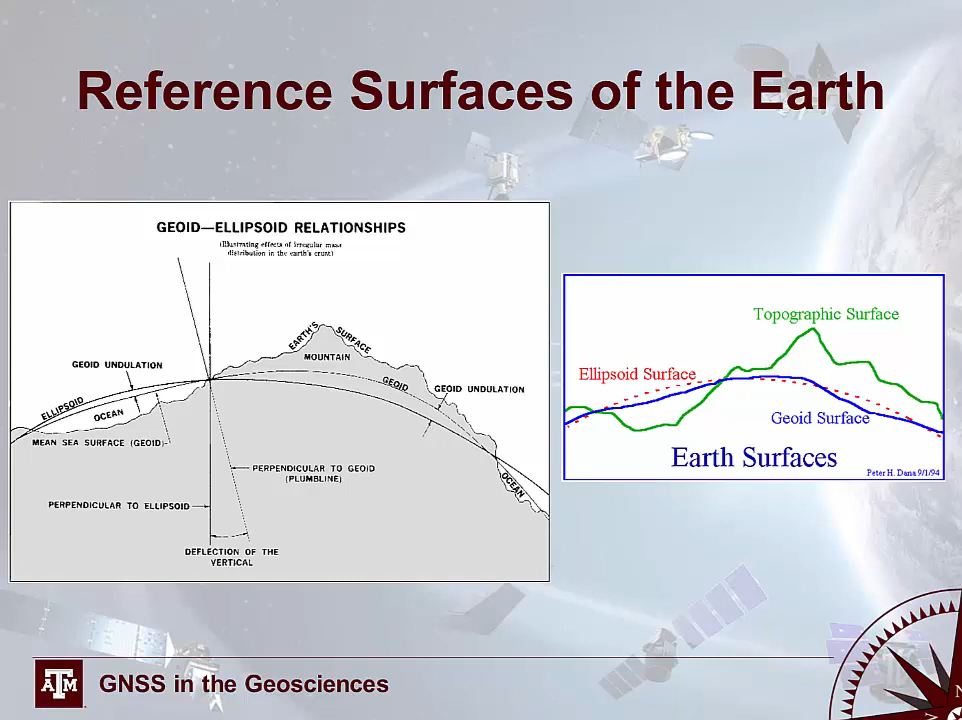 Reference Surfaces of the Earth
GEOID—ELLIPSOID RELATIONSHIPS
(Illustrating effects of irregular mass
distribution in the earth's crust)
EARTH'S SURFACE
MOUNTAIN
GEOID UNDULATION
GEOID
GEOID UNDULATION
ELLIPSOID
OCEAN
MEAN SEA SURFACE (GEOID)
PERPENDICULAR TO GEOID
(PLUMBLINE)
OCEAN
PERPENDICULAR TO ELLIPSOID
DEFLECTION OF THE
VERTICAL
Topographic Surface
Ellipsoid Surface
Geoid Surface
Earth Surfaces
Peter H. Dana 9/1/94
N
ATM
GNSS in the Geosciences